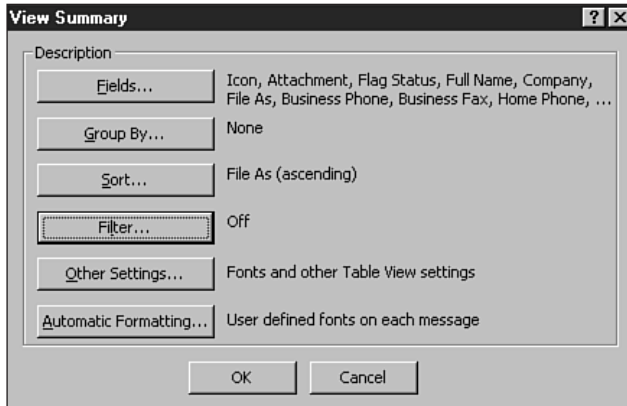 View Summary
Description
Fields...
Icon, Attachment, Flag Status, Full Name, Company,
File As, Business Phone, Business Fax, Home Phone, ...
Group By...
None
Sort...
File As (ascending)
Filter...
Off
Other Settings...
Fonts and other Table View settings
Automatic Formatting...
User defined fonts on each message
OK
Cancel